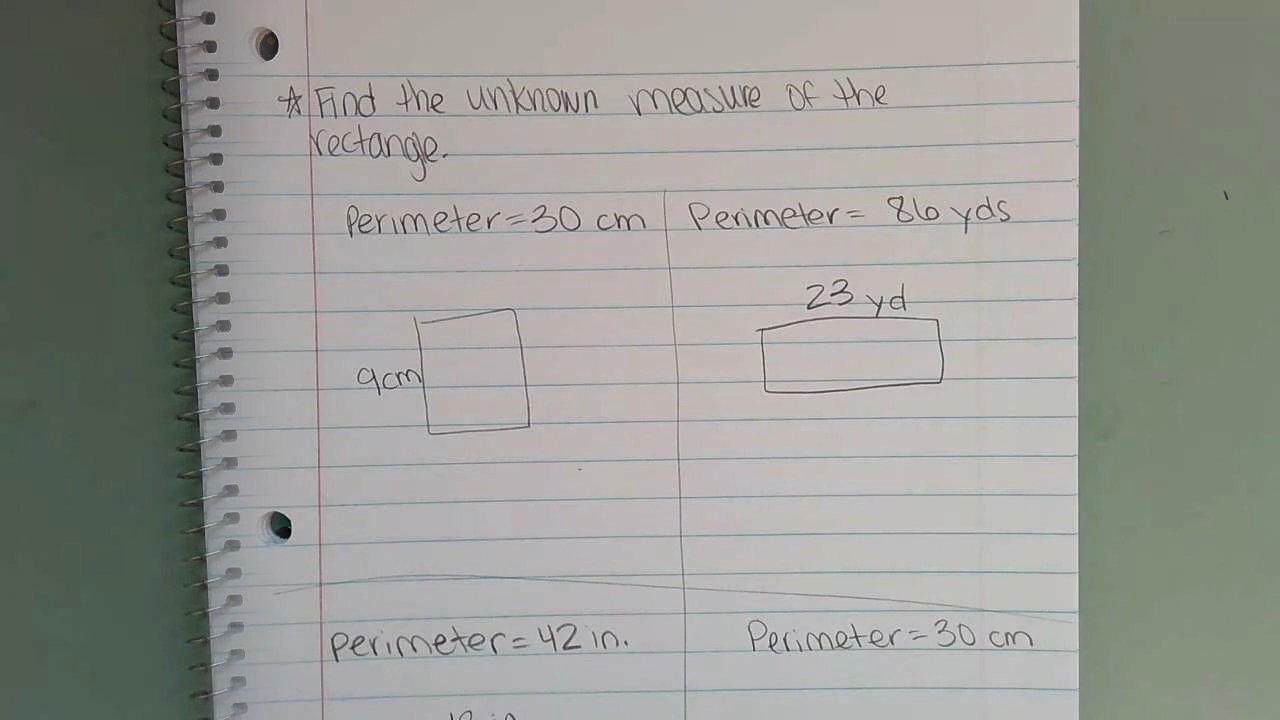 ☆ Find the unknown measure of the
rectange.
Perimeter = 30 cm
Perimeter = 86 yds
9cm
23 yd
perimeter = 42 in.
Perimeter = 30 cm